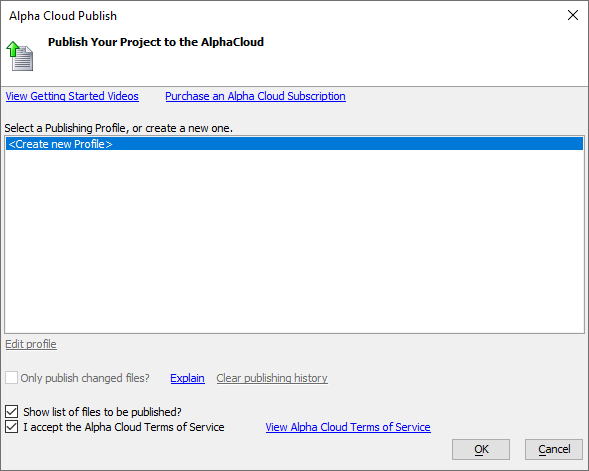 Alpha Cloud Publish
Publish Your Project to the AlphaCloud
View Getting Started Videos Purchase an Alpha Cloud Subscription
Select a Publishing Profile, or create a new one.
<Create new Profile>
Edit profile
Only publish changed files? Explain Clear publishing history
Show list of files to be published?
I accept the Alpha Cloud Terms of Service View Alpha Cloud Terms of Service
OK Cancel